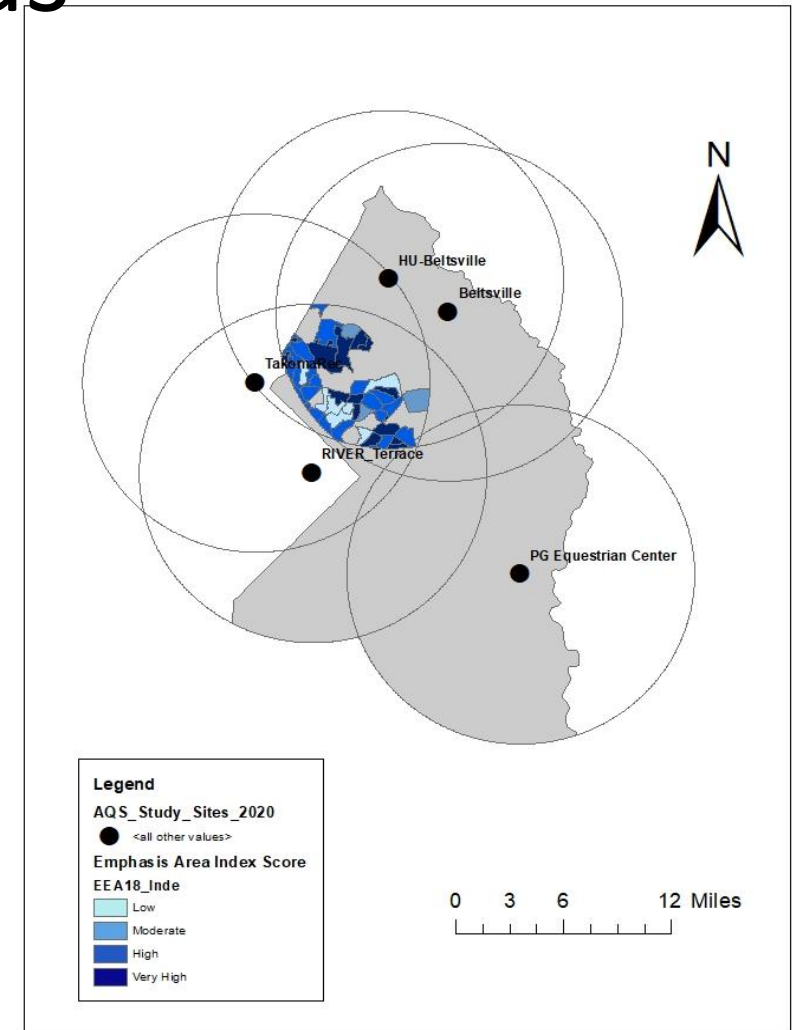 N
HU-Beltsville
Beltsville
RIVER_Terrace
PG Equestrian Center
Legend
AQS_Study_Sites_2020
<all other values>
Emphasis Area Index Score
EEA18_Inde
Low
Moderate
High
Very High
0 3 6 12 Miles